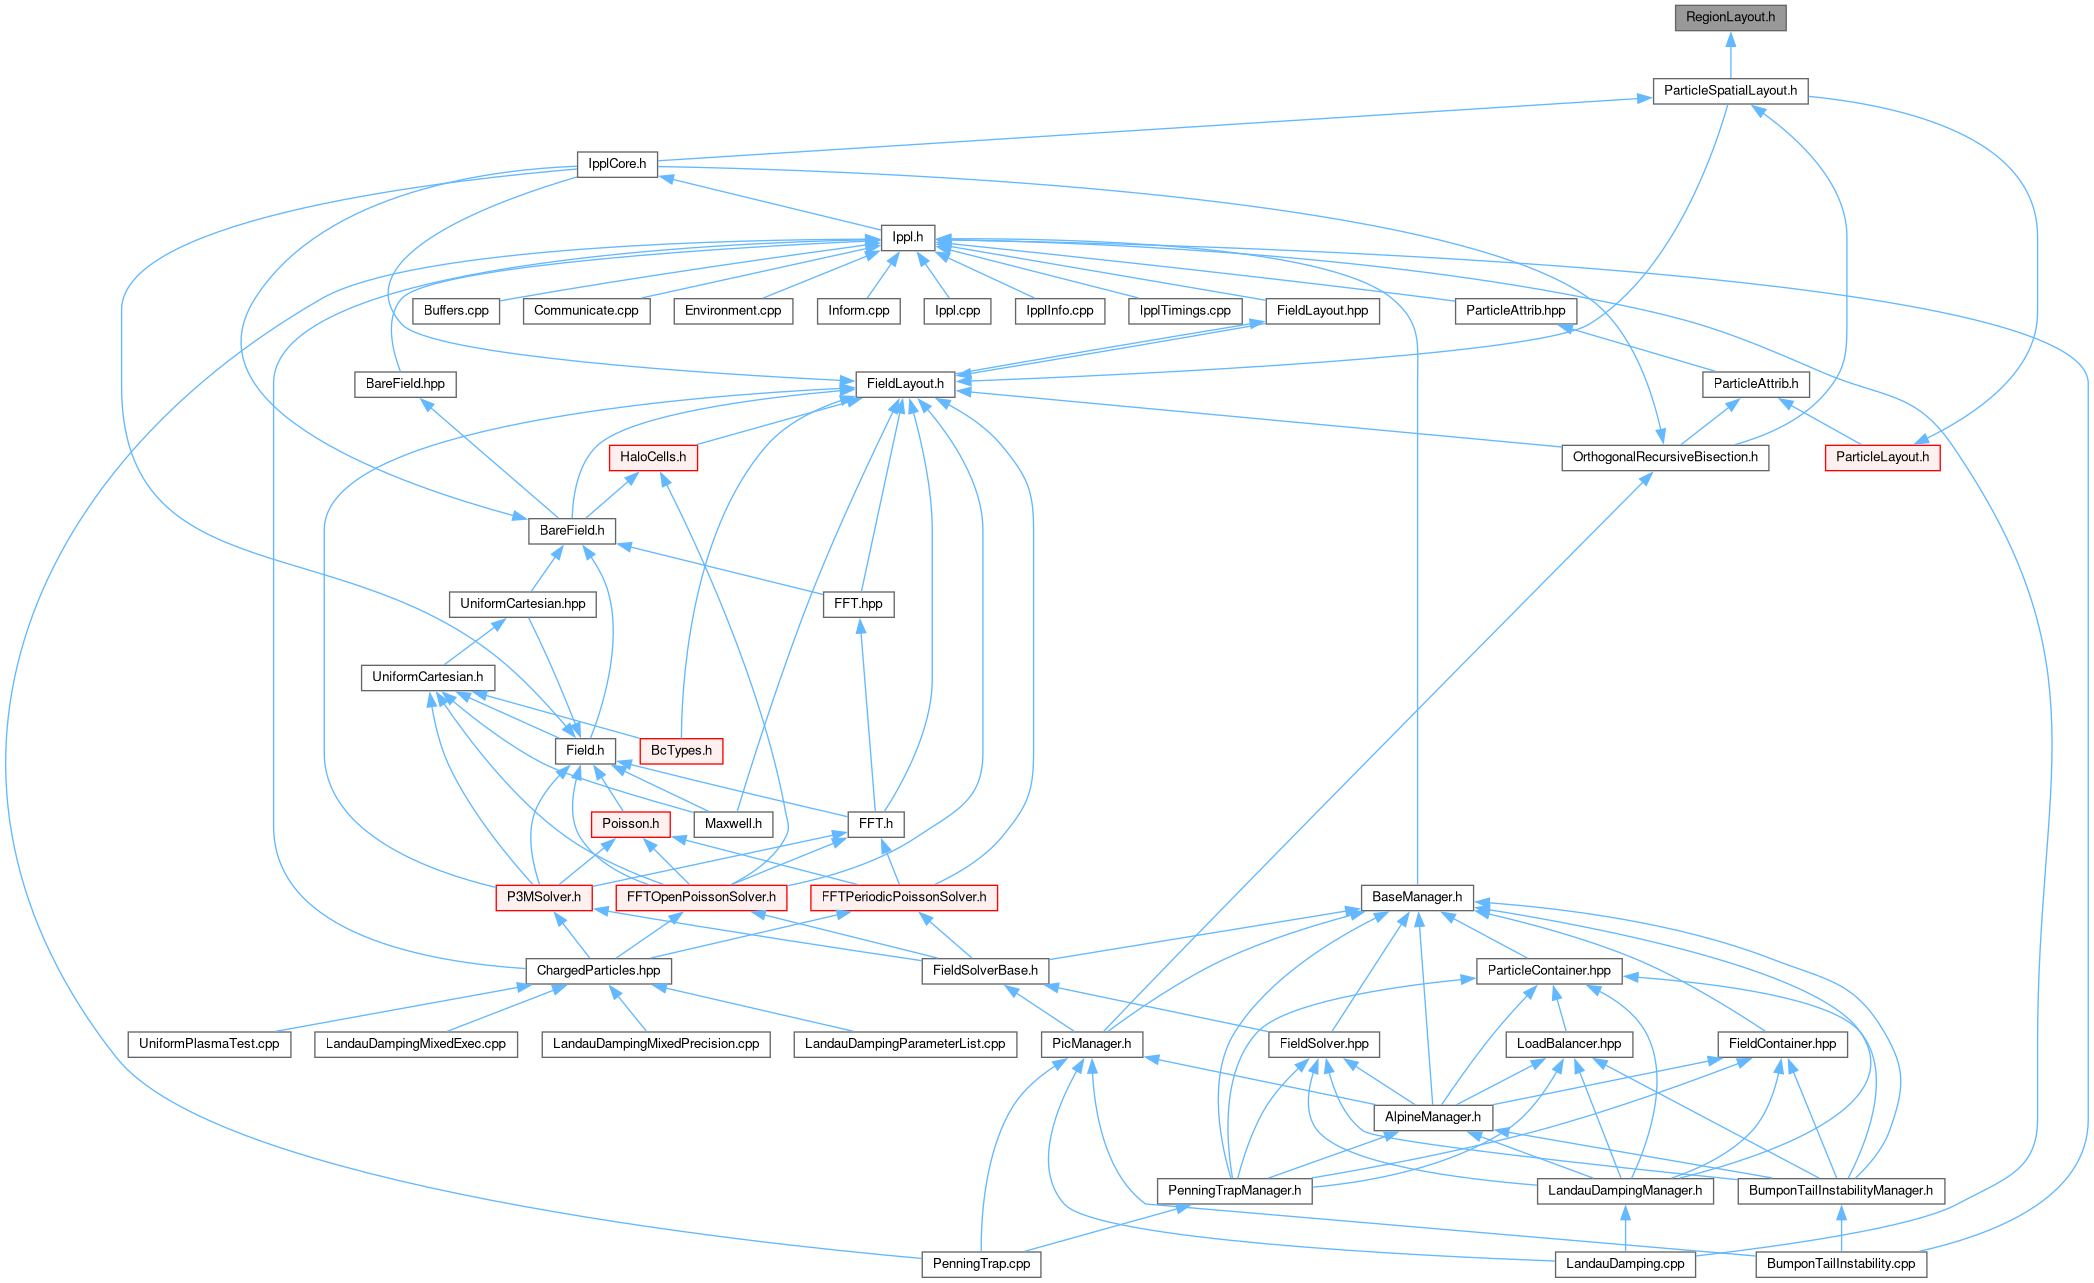 RegionLayout.h
ParticleSpatialLayout.h
IpplCore.h
Ippl.h
Buffers.cpp
Communicate.cpp
Environment.cpp
Inform.cpp
Ippl.cpp
IpplInfo.cpp
IpplTimings.cpp
FieldLayout.hpp
ParticleAttrib.hpp
BareField.hpp
FieldLayout.h
ParticleAttrib.h
HaloCells.h
OrthogonalRecursiveBisection.h
ParticleLayout.h
BareField.h
UniformCartesian.hpp
FFT.hpp
UniformCartesian.h
Field.h
BcTypes.h
Poisson.h
Maxwell.h
FFT.h
P3MSolver.h
FFTOpenPoissonSolver.h
FFTPeriodicPoissonSolver.h
BaseManager.h
ChargedParticles.hpp
FieldSolverBase.h
ParticleContainer.hpp
UniformPlasmaTest.cpp
LandauDampingMixedExec.cpp
LandauDampingMixedPrecision.cpp
LandauDampingParameterList.cpp
PicManager.h
FieldSolver.hpp
LoadBalancer.hpp
FieldContainer.hpp
AlpineManager.h
PenningTrapManager.h
LandauDampingManager.h
BumponTailInstabilityManager.h
PenningTrap.cpp
LandauDamping.cpp
BumponTailInstability.cpp